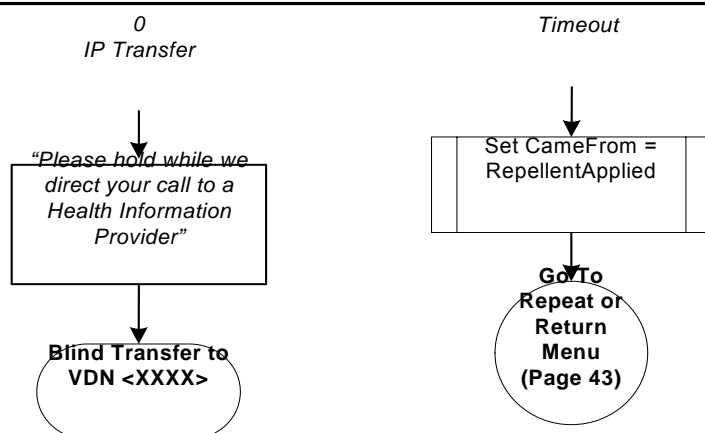 0
IP Transfer
“Please hold while we
direct your call to a
Health Information
Provider”
Blind Transfer to
VDN <XXXX>
Timeout
Set CameFrom =
RepellentApplied
Go To
Repeat or
Return
Menu
(Page 43)